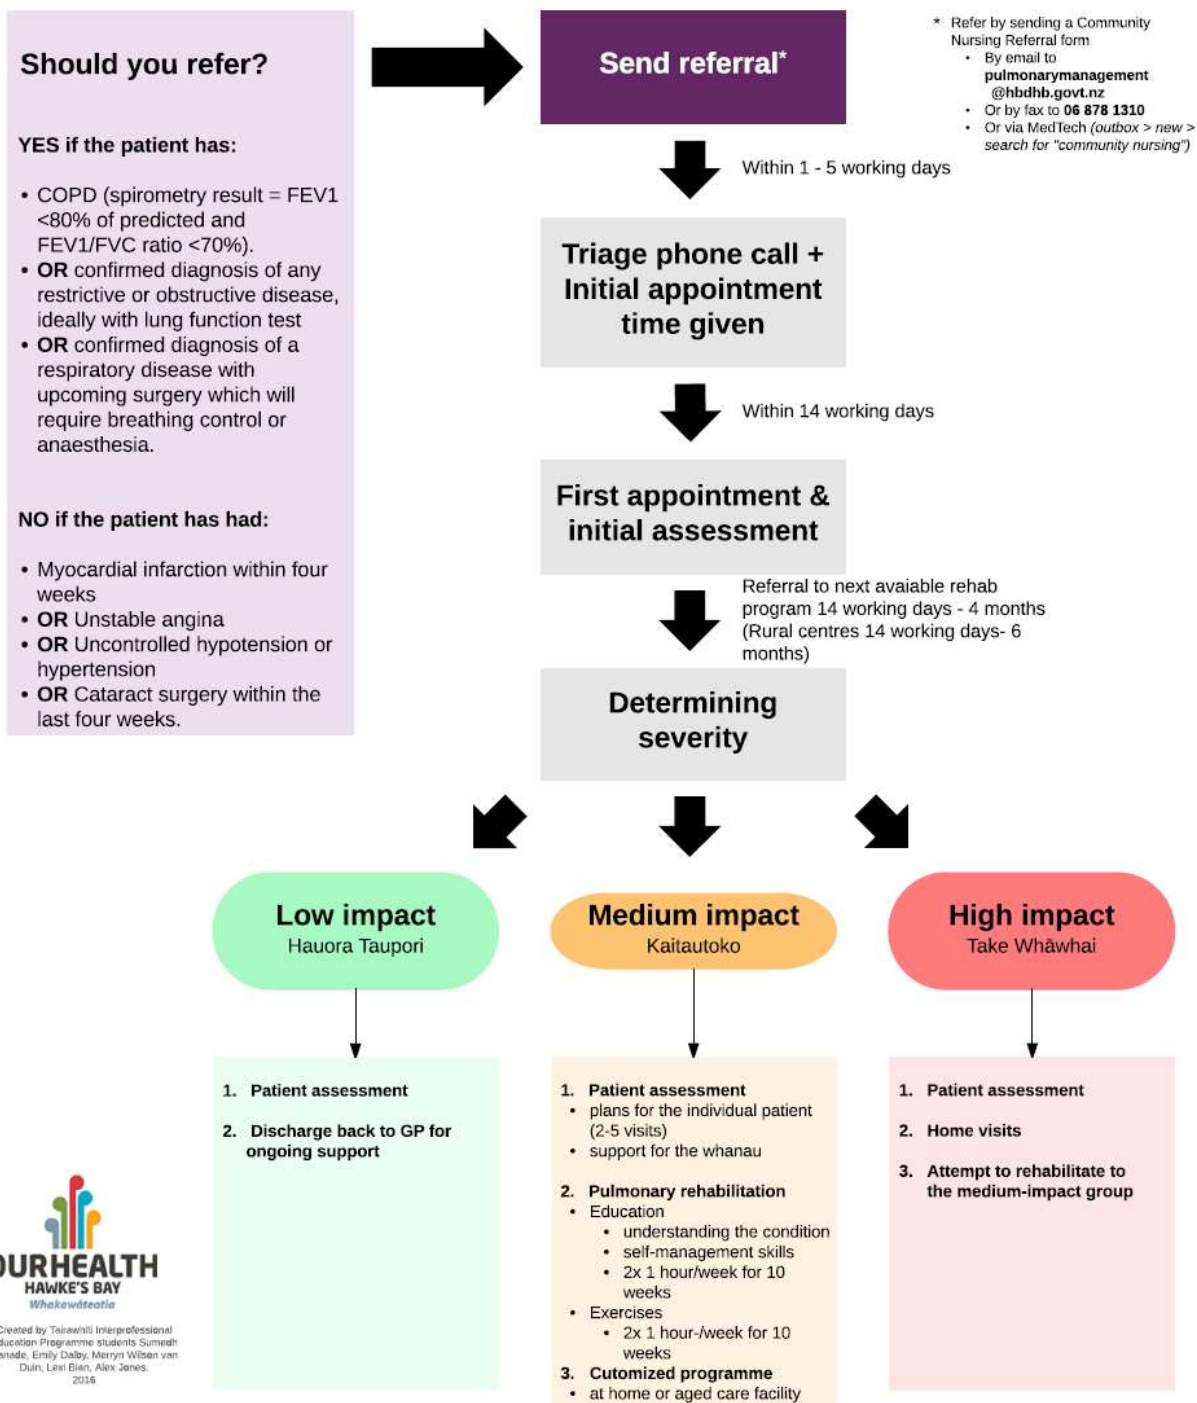 Should you refer?
YES if the patient has:
• COPD (spirometry result = FEV1
<80% of predicted and
FEV1/FVC ratio <70%).
• OR confirmed diagnosis of any
restrictive or obstructive disease,
ideally with lung function test
• OR confirmed diagnosis of a
respiratory disease with
upcoming surgery which will
require breathing control or
anaesthesia.
NO if the patient has had:
• Myocardial infarction within four
weeks
• OR Unstable angina
• OR Uncontrolled hypotension or
hypertension
• OR Cataract surgery within the
last four weeks.
Send referral*
* Refer by sending a Community
Nursing Referral form
• By email to
pulmonarymanagement
@hbdhb.govt.nz
• Or by fax to 06 878 1310
• Or via MedTech (outbox > new >
search for "community nursing")
Within 1 - 5 working days
Triage phone call +
Initial appointment
time given
Within 14 working days
First appointment &
initial assessment
Referral to next avaiable rehab
program 14 working days - 4 months
(Rural centres 14 working days- 6
months)
Determining
severity
Low impact
Hauora Taupori
1. Patient assessment
2. Discharge back to GP for
ongoing support
Medium impact
Kaitautoko
1. Patient assessment
• plans for the individual patient
(2-5 visits)
• support for the whanau
2. Pulmonary rehabilitation
• Education
• understanding the condition
• self-management skills
• 2x 1 hour/week for 10
weeks
• Exercises
• 2x 1 hour-/week for 10
weeks
3. Cutomized programme
• at home or aged care facility
High impact
Take Whāwhai
1. Patient assessment
2. Home visits
3. Attempt to rehabilitate to
the medium-impact group
OURHEALTH
HAWKE'S BAY
Whakawāteatia
Created by Tairawhiti Interprofessional
Education Programme students Sumedh
Emily Dalby, Merryn Wilson van
Duin, Lexi Bian, Alex Jones.
2016